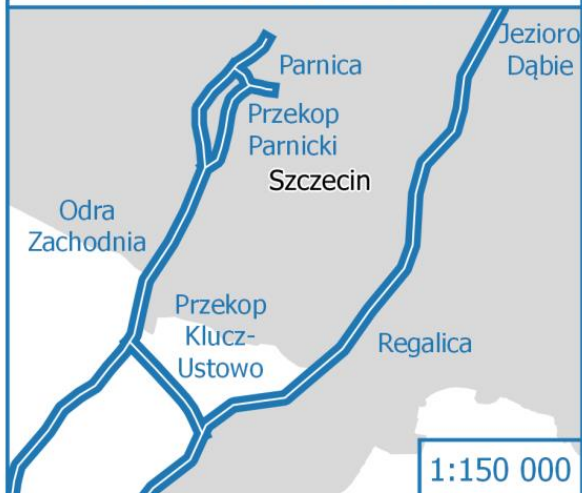 Jezioro
Dąbie
Parnica
Przekop
Parnicki
Szczecin
Odra
Zachodnia
Przekop
Klucz-
Ustowo
Regalica
1:150 000